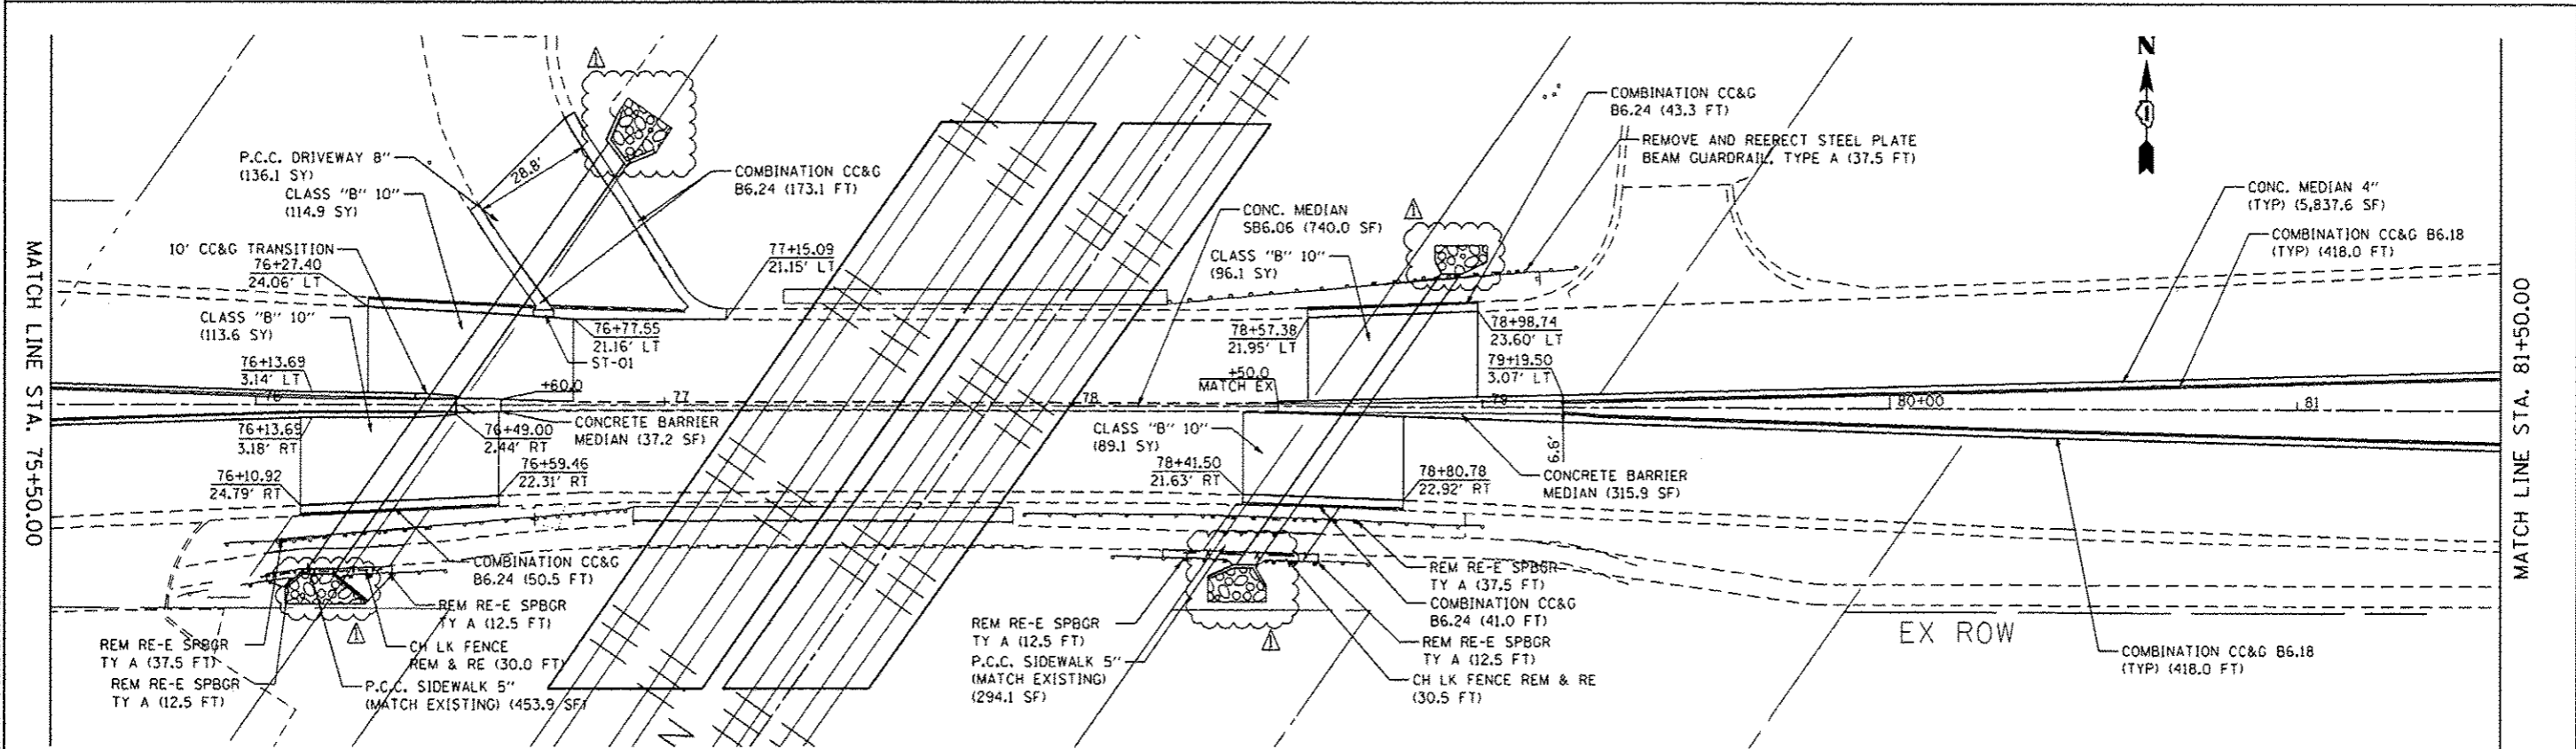 MATCH LINE STA. 75+50.00
P.C.C. DRIVEWAY 8"
(136.1 SY)
CLASS "B" 10"
(114.9 SY)
10' CC&G TRANSITION
76+27.40
24.06' LT
CLASS "B" 10"
(113.6 SY)
76+13.69
3.14' LT
76
76+13.69
3.18' RT
76+10.92
24.79' RT
28.8'
1
COMBINATION CC&G
B6.24 (173.1 FT)
77+15.09
21.15' LT
76+77.55
21.16' LT
ST-01
+60.0
77
CONCRETE BARRIER
MEDIAN (37.2 SF)
76+49.00
2.44' RT
76+59.46
22.31' RT
COMBINATION CC&G
B6.24 (50.5 FT)
REM RE-E SPBGR
TY A (12.5 FT)
CH LK FENCE
REM & RE (30.0 FT)
1
REM RE-E SPBGR
TY A (37.5 FT)
REM RE-E SPBGR
TY A (12.5 FT)
P.C.C. SIDEWALK 5"
(MATCH EXISTING) (453.9 SF)
N
CONC. MEDIAN
SB6.06 (740.0 SF)
CLASS "B" 10"
(96.1 SY)
1
COMBINATION CC&G
B6.24 (43.3 FT)
REMOVE AND REERECT STEEL PLATE
BEAM GUARDRAIL, TYPE A (37.5 FT)
78+57.38
21.95' LT
78+98.74
23.60' LT
79+19.50
3.07' LT
+50.0
MATCH EX
78
79
80+00
81
6.6'
CLASS "B" 10"
(89.1 SY)
78+41.50
21.63' RT
78+80.78
22.92' RT
CONCRETE BARRIER
MEDIAN (315.9 SF)
REM RE-E SPBGR
TY A (37.5 FT)
COMBINATION CC&G
B6.24 (41.0 FT)
REM RE-E SPBGR
TY A (12.5 FT)
CH LK FENCE REM & RE
(30.5 FT)
REM RE-E SPBGR
TY A (12.5 FT)
P.C.C. SIDEWALK 5"
(MATCH EXISTING)
(294.1 SF)
1
N
CONC. MEDIAN 4"
(TYP) (5,837.6 SF)
COMBINATION CC&G B6.18
(TYP) (418.0 FT)
EX ROW
COMBINATION CC&G B6.18
(TYP) (418.0 FT)
MATCH LINE STA. 81+50.00